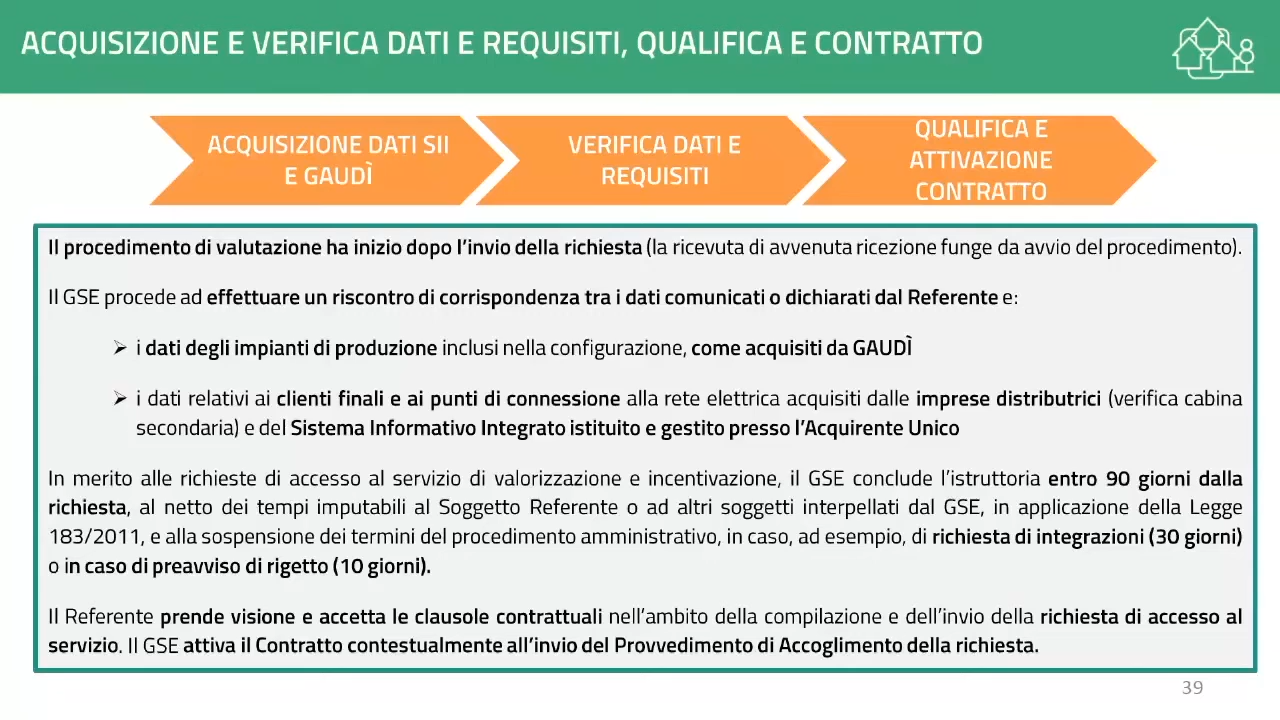 ACQUISIZIONE E VERIFICA DATI E REQUISITI, QUALIFICA E CONTRATTO
ACQUISIZIONE DATI SII
E GAUDÌ
VERIFICA DATI E
REQUISITI
QUALIFICA E
ATTIVAZIONE
CONTRATTO
Il procedimento di valutazione ha inizio dopo l'invio della richiesta (la ricevuta di avvenuta ricezione funge da avvio del procedimento).
Il GSE procede ad effettuare un riscontro di corrispondenza tra i dati comunicati o dichiarati dal Referente e:
➢ i dati degli impianti di produzione inclusi nella configurazione, come acquisiti da GAUDÌ
➢ i dati relativi ai clienti finali e ai punti di connessione alla rete elettrica acquisiti dalle imprese distributrici (verifica cabina
secondaria) e del Sistema Informativo Integrato istituito e gestito presso l'Acquirente Unico
In merito alle richieste di accesso al servizio di valorizzazione e incentivazione, il GSE conclude l'istruttoria entro 90 giorni dalla
richiesta, al netto dei tempi imputabili al Soggetto Referente o ad altri soggetti interpellati dal GSE, in applicazione della Legge
183/2011, e alla sospensione dei termini del procedimento amministrativo, in caso, ad esempio, di richiesta di integrazioni (30 giorni)
o in caso di preavviso di rigetto (10 giorni).
Il Referente prende visione e accetta le clausole contrattuali nell'ambito della compilazione e dell'invio della richiesta di accesso al
servizio. Il GSE attiva il Contratto contestualmente all'invio del Provvedimento di Accoglimento della richiesta.
39